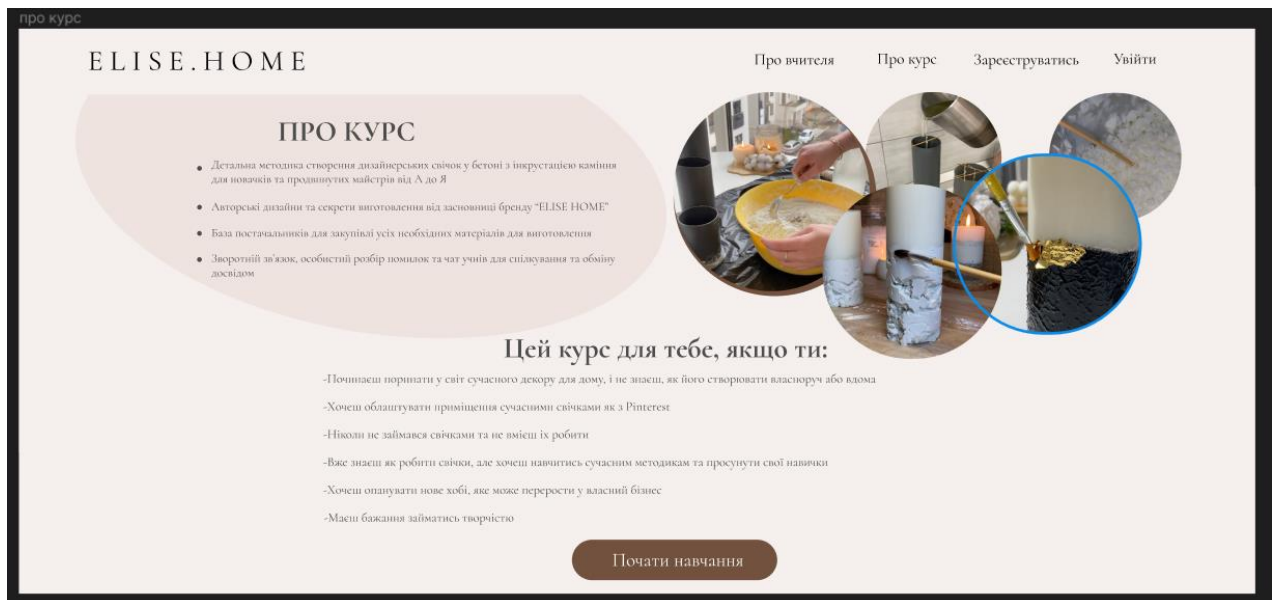 про курс
ELISE.HOME
Про вчителя Про курс Зареєструватись Увійти
ПРО КУРС
• Детальна методика створення дизайнерських свічок у бетоні з інкрустацією каміння
для новачків та продвинутих майстрів від А до Я
• Авторські дизайни та секрети виготовлення від засновниці бренду “ELISE HOME”
• База постачальників для закупівлі усіх необхідних матеріалів для виготовлення
• Зворотній зв'язок, особистий розбір помилок та чат учнів для спілкування та обміну
досвідом
Цей курс для тебе, якщо ти:
-Починаєш поринати у світ сучасного декору для дому, і не знаєш, як його створювати власноруч або вдома
-Хочеш облаштувати приміщення сучасними свічками як з Pinterest
-Ніколи не займався свічками та не вмієш їх робити
-Вже знаєш як робити свічки, але хочеш навчитись сучасним методикам та просунути свої навички
-Хочеш опанувати нове хобі, яке може перерости у власний бізнес
-Маєш бажання займатись творчістю
Почати навчання